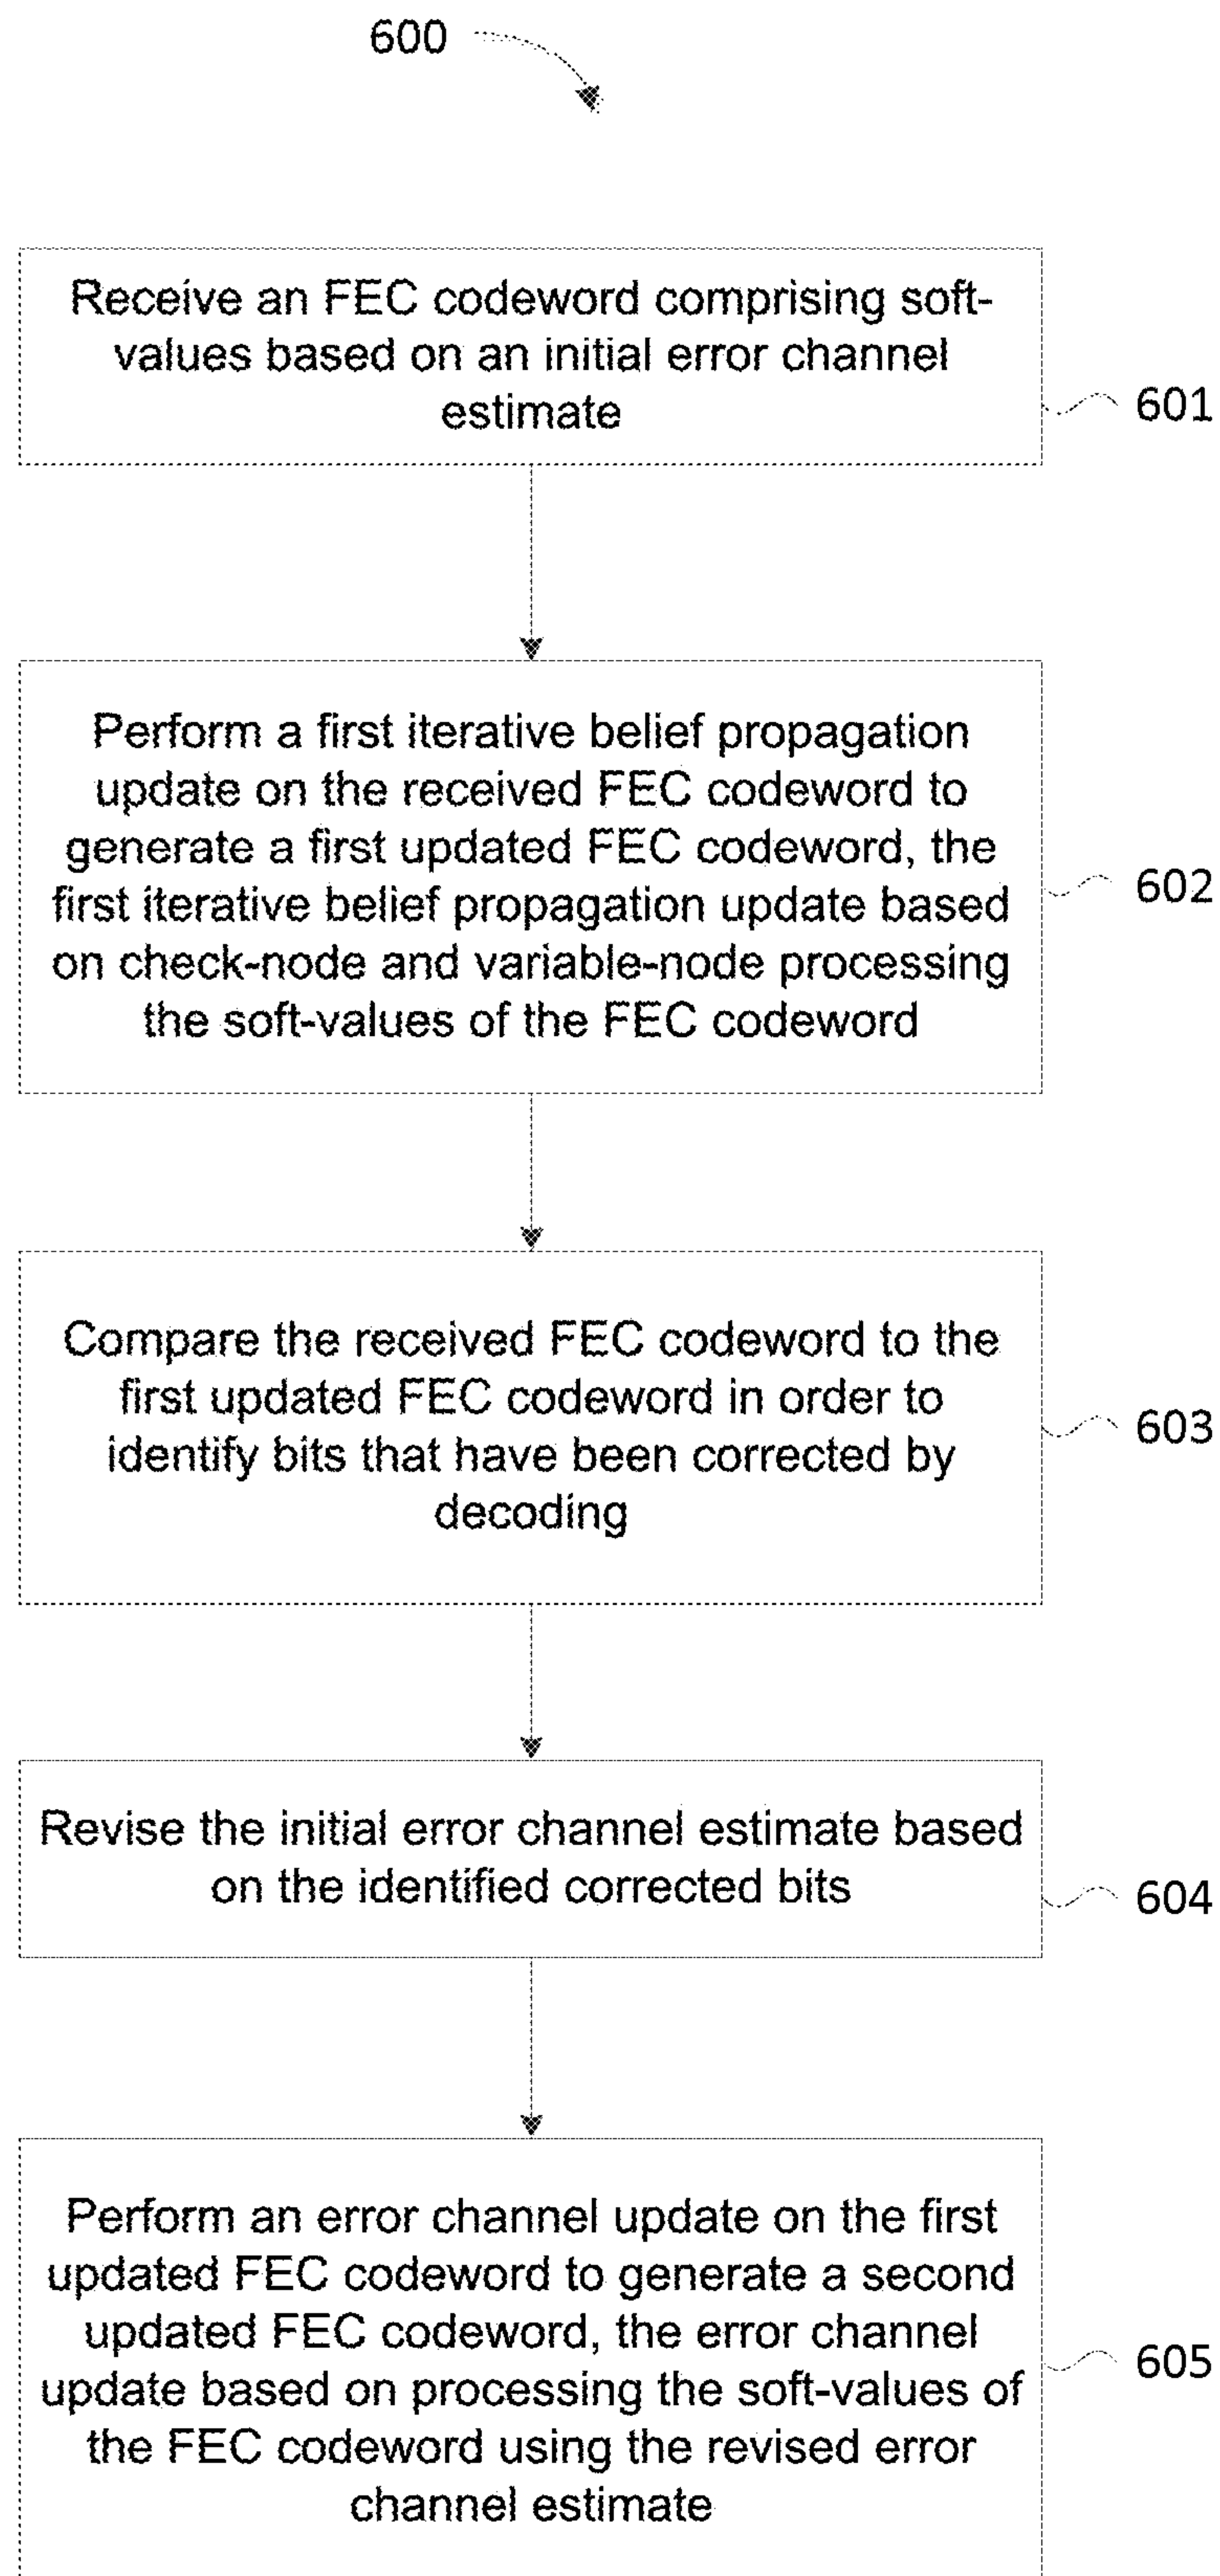 600
Receive an FEC codeword comprising soft-
values based on an initial error channel
estimate
601
Perform a first iterative belief propagation
update on the received FEC codeword to
generate a first updated FEC codeword, the
first iterative belief propagation update based
on check-node and variable-node processing
the soft-values of the FEC codeword
602
Compare the received FEC codeword to the
first updated FEC codeword in order to
identify bits that have been corrected by
decoding
603
Revise the initial error channel estimate based
on the identified corrected bits
604
Perform an error channel update on the first
updated FEC codeword to generate a second
updated FEC codeword, the error channel
update based on processing the soft-values of
the FEC codeword using the revised error
channel estimate
605